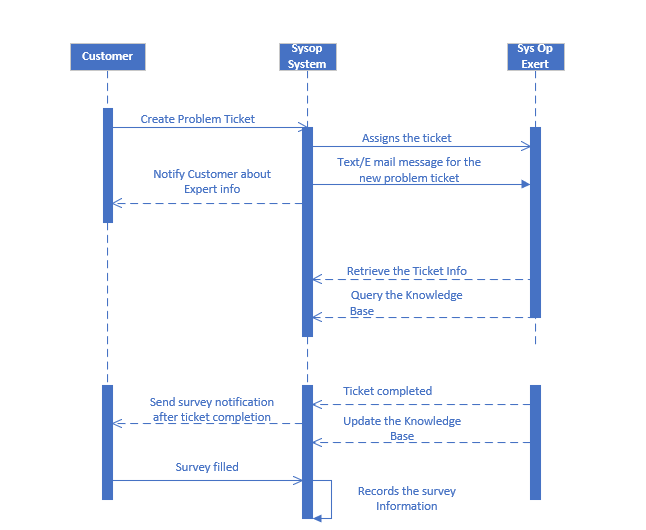 Customer
Sysop
System
Sys Op
Exert
Create Problem Ticket
Assigns the ticket
Text/E mail message for the
new problem ticket
Notify Customer about
Expert info
Retrieve the Ticket Info
Query the Knowledge
Base
Ticket completed
Send survey notification
after ticket completion
Update the Knowledge
Base
Survey filled
Records the survey
Information